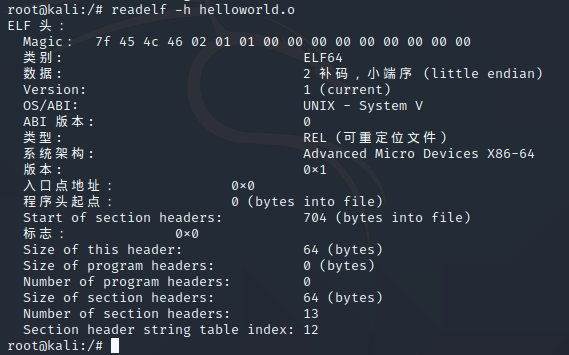 root@kali:/# readelf -h helloworld.o
ELF 头：
  Magic：  7f 45 4c 46 02 01 01 00 00 00 00 00 00 00 00 00
  类别:                              ELF64
  数据:                              2 补码，小端序 (little endian)
  Version:                           1 (current)
  OS/ABI:                            UNIX - System V
  ABI 版本:                          0
  类型:                              REL (可重定位文件)
  系统架构:                          Advanced Micro Devices X86-64
  版本:                              0×1
  入口点地址：              0×0
  程序头起点：              0 (bytes into file)
  Start of section headers:          704 (bytes into file)
  标志：             0×0
  Size of this header:               64 (bytes)
  Size of program headers:           0 (bytes)
  Number of program headers:         0
  Size of section headers:           64 (bytes)
  Number of section headers:         13
  Section header string table index: 12
root@kali:/#